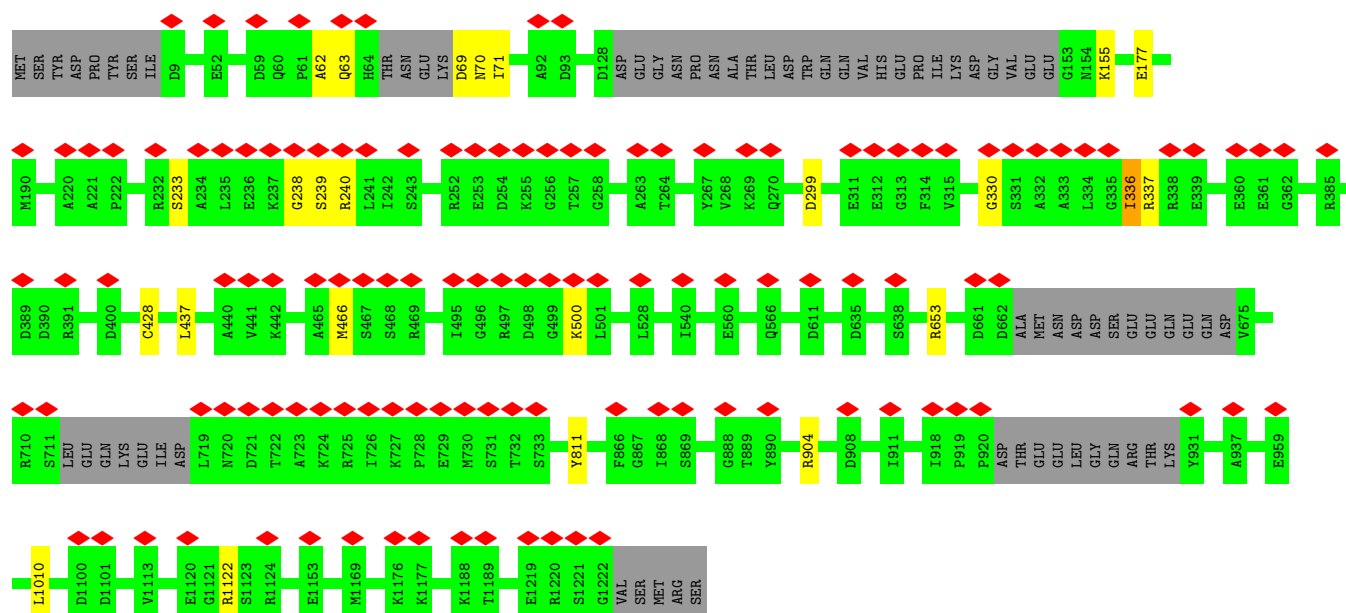 MET SER TYR ASP PRO TYR SER ILE D9 E52 D59 Q60 P61 A62 Q63 H64 THR ASN GLU LYS D69 N70 I71 A92 D93 D128 ASP GLU GLY ASN PRO ASN ALA THR LEU ASP TRP GLN GLN VAL HIS GLU PRO ILE LYS ASP GLY VAL GLU GLU G153 N154 K155 E177
M190 A220 A221 P222 R232 S233 A234 L235 E236 K237 G238 S239 R240 L241 I242 S243 R252 E253 D254 K255 G256 T257 G258 A263 T264 Y267 V268 K269 Q270 D299 E311 E312 G313 F314 V315 G330 S331 A332 A333 L334 G335 I336 R337 R338 E339 E360 E361 G362 R385
D389 D390 R391 D400 C428 L437 A440 V441 K442 A465 M466 S467 S468 R469 I495 G496 R497 D498 G499 K500 L501 L528 I540 E560 Q566 D611 D635 S638 R653 D661 D662 ALA MET ASN ASP ASP SER GLU GLU GLN GLU GLN ASP V675
R710 S711 LEU GLU GLN LYS GLU ILE ASP L719 N720 D721 T722 A723 K724 R725 I726 K727 P728 E729 M730 S731 T732 S733 Y811 F866 G867 I868 S869 G888 T889 Y890 R904 D908 I911 I918 P919 P920 ASP THR GLU GLU LEU GLY GLN ARG THR LYS Y931 A937 E959
L1010 D1100 D1101 V1113 E1120 G1121 R1122 S1123 R1124 E1153 M1169 K1176 K1177 K1188 T1189 E1219 R1220 S1221 G1222 VAL SER MET ARG SER